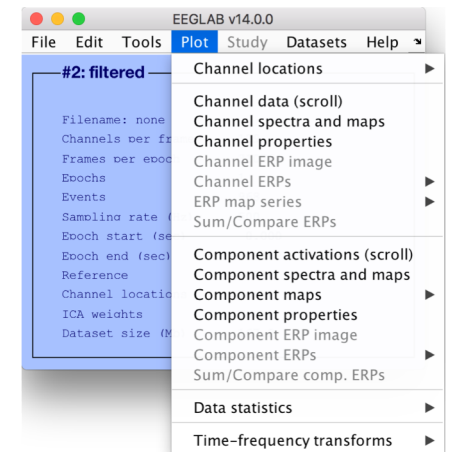 EEGLAB v14.0.0
File Edit Tools Plot Study Datasets Help
#2: filtered
Filename: none
Channels per fr
Frames per epoc
Epochs
Events
Sampling rate (
Epoch start (se
Epoch end (sec)
Reference
Channel locatio
ICA weights
Dataset size (M
Channel locations
Channel data (scroll)
Channel spectra and maps
Channel properties
Channel ERP image
Channel ERPs
ERP map series
Sum/Compare ERPs
Component activations (scroll)
Component spectra and maps
Component maps
Component properties
Component ERP image
Component ERPs
Sum/Compare comp. ERPs
Data statistics
Time-frequency transforms